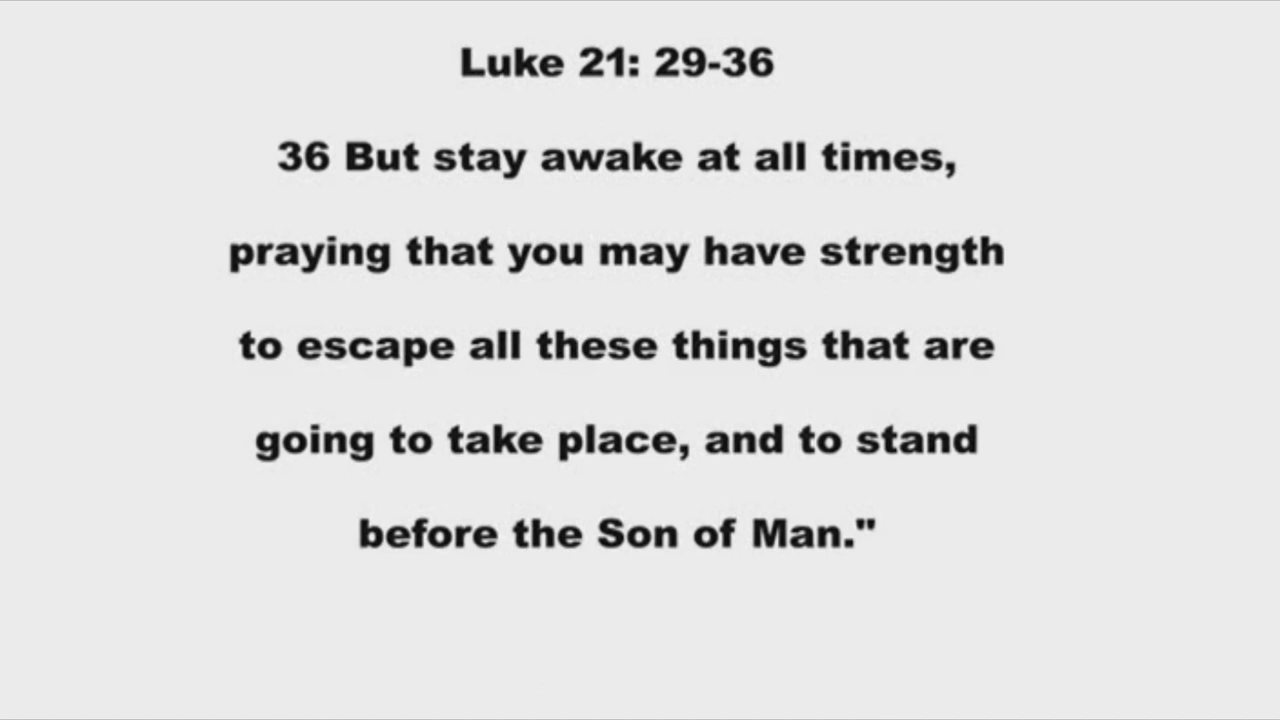 Luke 21: 29-36
36 But stay awake at all times,
praying that you may have strength
to escape all these things that are
going to take place, and to stand
before the Son of Man."